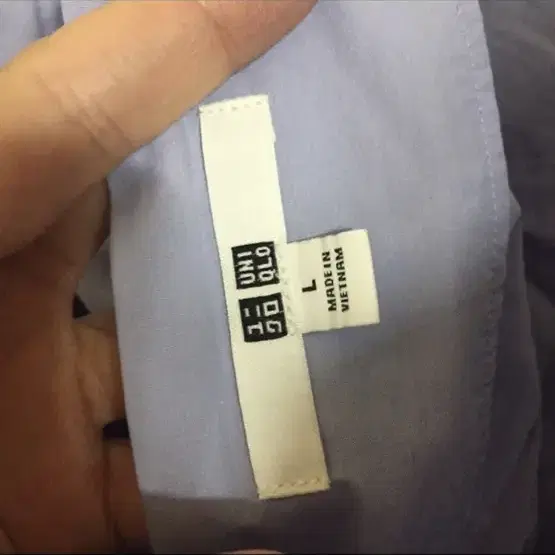 ユニ
クロ
UNI
QLO
L
MADE IN
VIETNAM